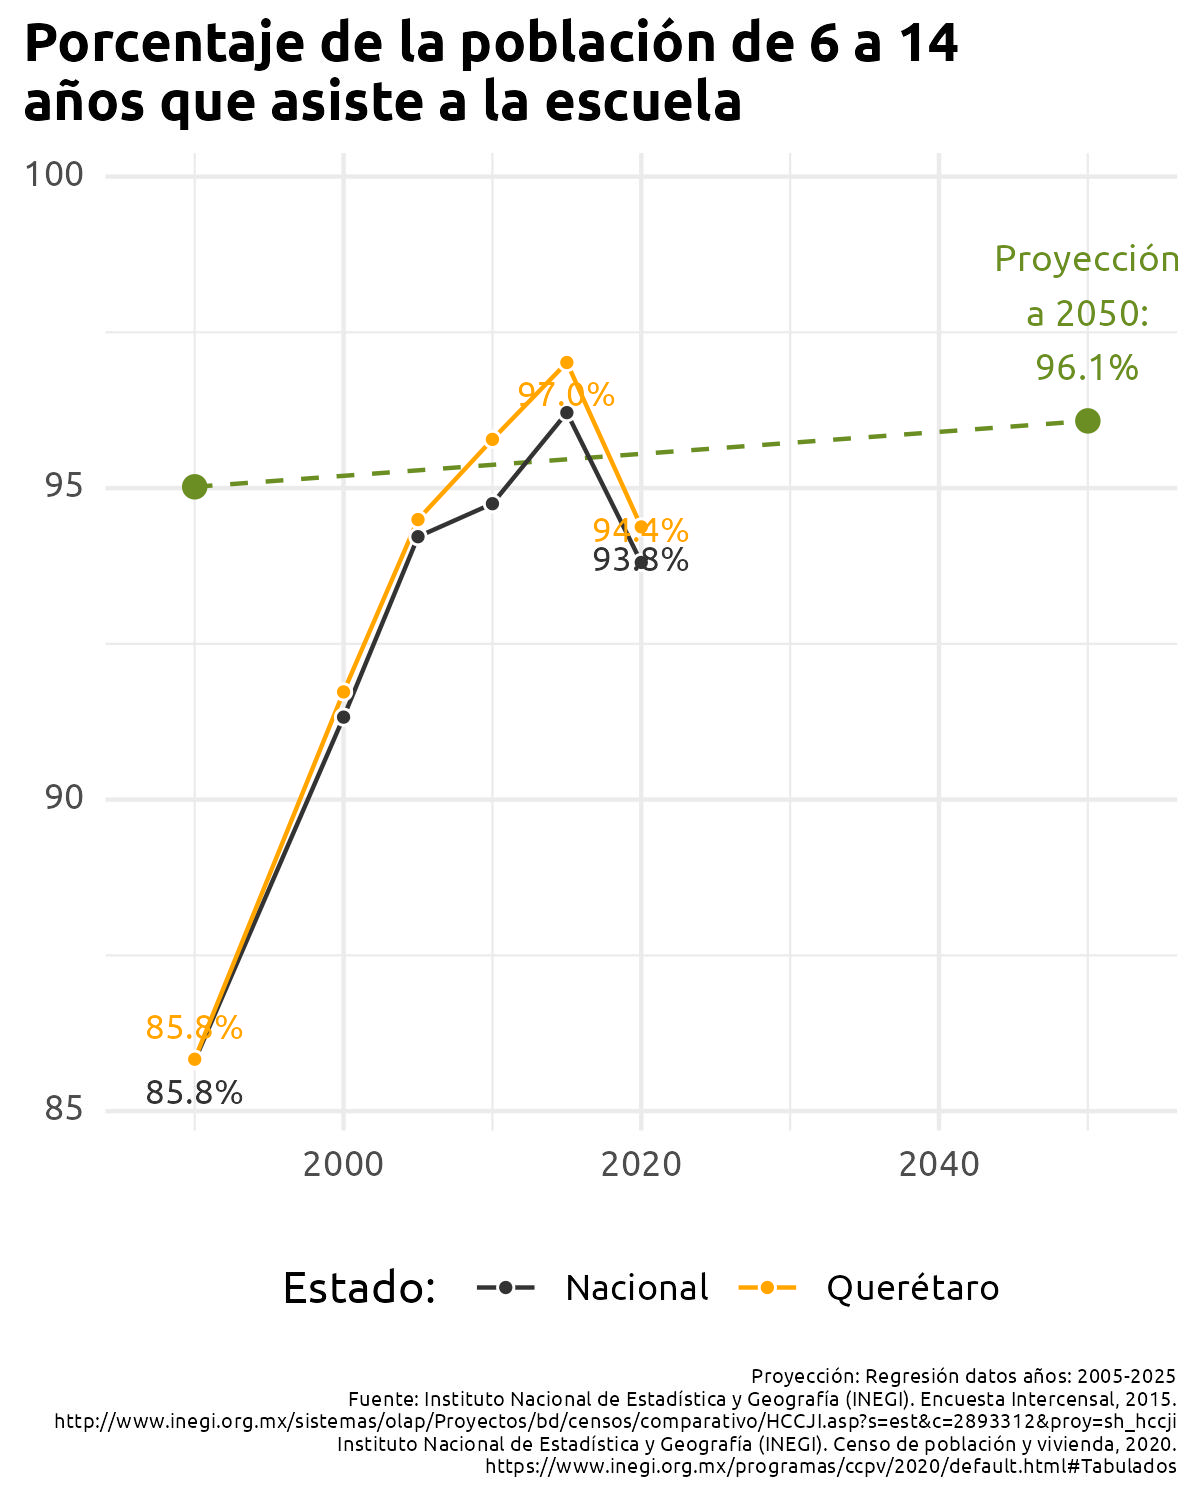 Porcentaje de la población de 6 a 14
años que asiste a la escuela
100
Proyección
a 2050:
96.1%
97.0%
95
94.4%
93.8%
90
85.8%
85.8%
85
2000
2020
2040
Estado:
Nacional
Querétaro
Proyección: Regresión datos años: 2005-2025
Fuente: Instituto Nacional de Estadística y Geografía (INEGI). Encuesta Intercensal, 2015.
http://www.inegi.org.mx/sistemas/olap/Proyectos/bd/censos/comparativo/HCCJI.asp?s=est&c=2893312&proy=sh_hccji
Instituto Nacional de Estadística y Geografía (INEGI). Censo de población y vivienda, 2020.
https://www.inegi.org.mx/programas/ccpv/2020/default.html#Tabulados